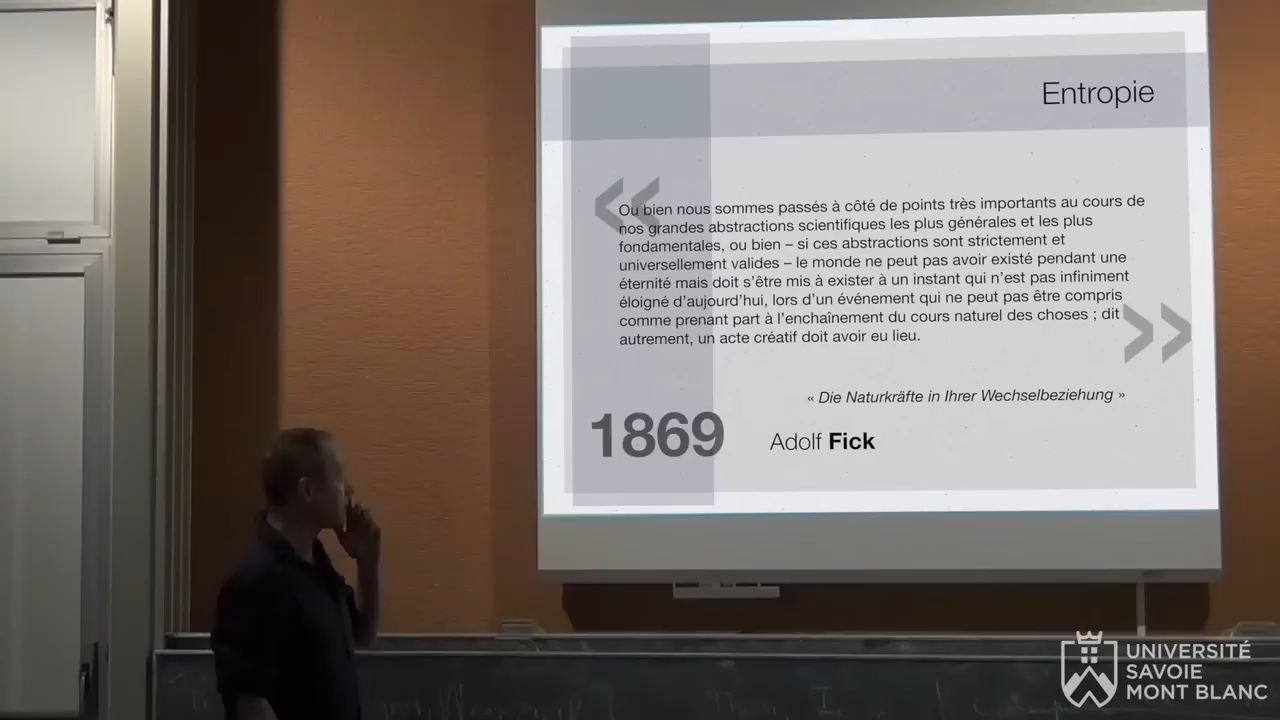 Entropie
«
Ou bien nous sommes passés à côté de points très importants au cours de
nos grandes abstractions scientifiques les plus générales et les plus
fondamentales, ou bien – si ces abstractions sont strictement et
universellement valides – le monde ne peut pas avoir existé pendant une
éternité mais doit s'être mis à exister à un instant qui n'est pas infiniment
éloigné d'aujourd'hui, lors d'un événement qui ne peut pas être compris
comme prenant part à l'enchaînement du cours naturel des choses ; dit
autrement, un acte créatif doit avoir eu lieu.
»
« Die Naturkräfte in Ihrer Wechselbeziehung »
1869 Adolf Fick
UNIVERSITÉ
SAVOIE
MONT BLANC